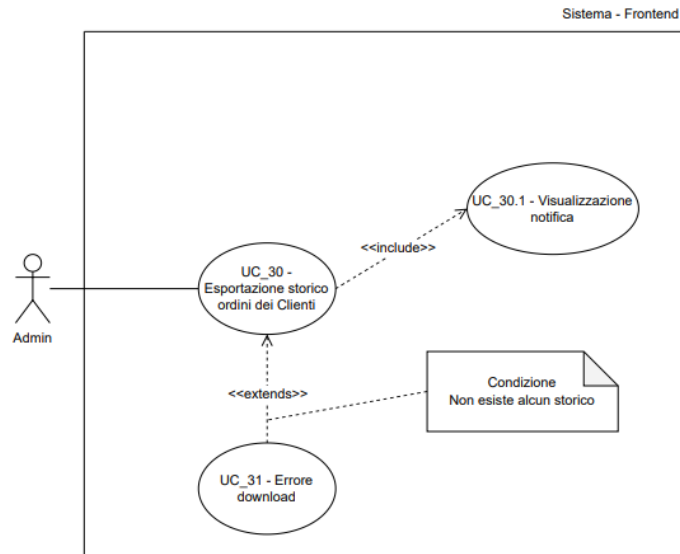 Sistema - Frontend
UC_30.1 - Visualizzazione
notifica
<<include>>
UC_30 -
Esportazione storico
ordini dei Clienti
Admin
<<extends>>
Condizione
Non esiste alcun storico
UC_31 - Errore
download